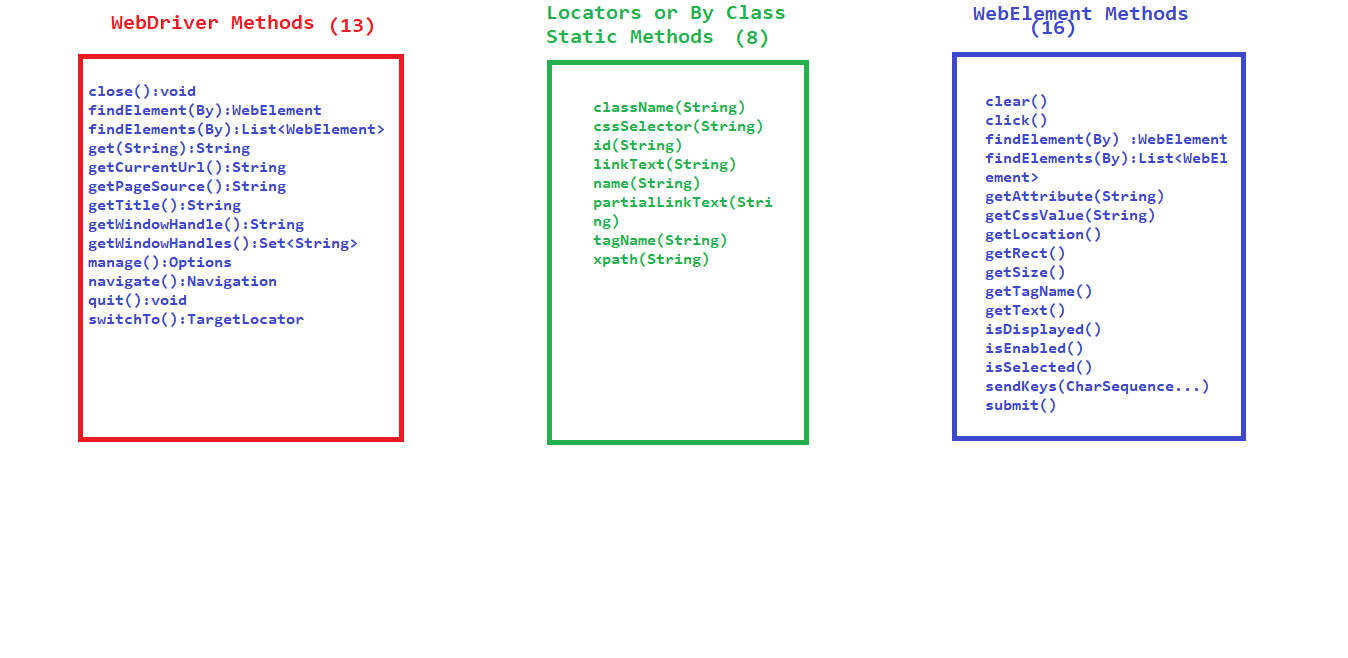 WebDriver Methods (13)
close():void
findElement(By):WebElement
findElements(By):List<WebElement>
get(String):String
getCurrentUrl():String
getPageSource():String
getTitle():String
getWindowHandle():String
getWindowHandles():Set<String>
manage():Options
navigate():Navigation
quit():void
switchTo():TargetLocator
Locators or By Class
Static Methods (8)
className(String)
cssSelector(String)
id(String)
linkText(String)
name(String)
partialLinkText(Stri
ng)
tagName(String)
xpath(String)
WebElement Methods
(16)
clear()
click()
findElement(By) :WebElement
findElements(By):List<WebEl
ement>
getAttribute(String)
getCssValue(String)
getLocation()
getRect()
getSize()
getTagName()
getText()
isDisplayed()
isEnabled()
isSelected()
sendKeys(CharSequence...)
submit()